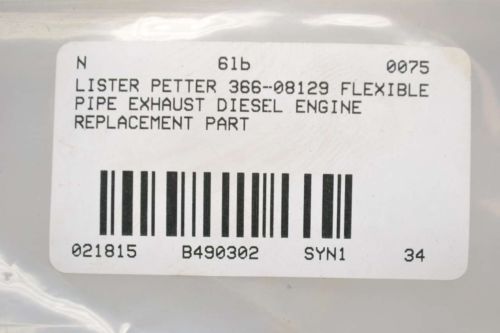 N 61b 0075
LISTER PETTER 366-08129 FLEXIBLE
PIPE EXHAUST DIESEL ENGINE
REPLACEMENT PART
021815 B490302 SYN1 34